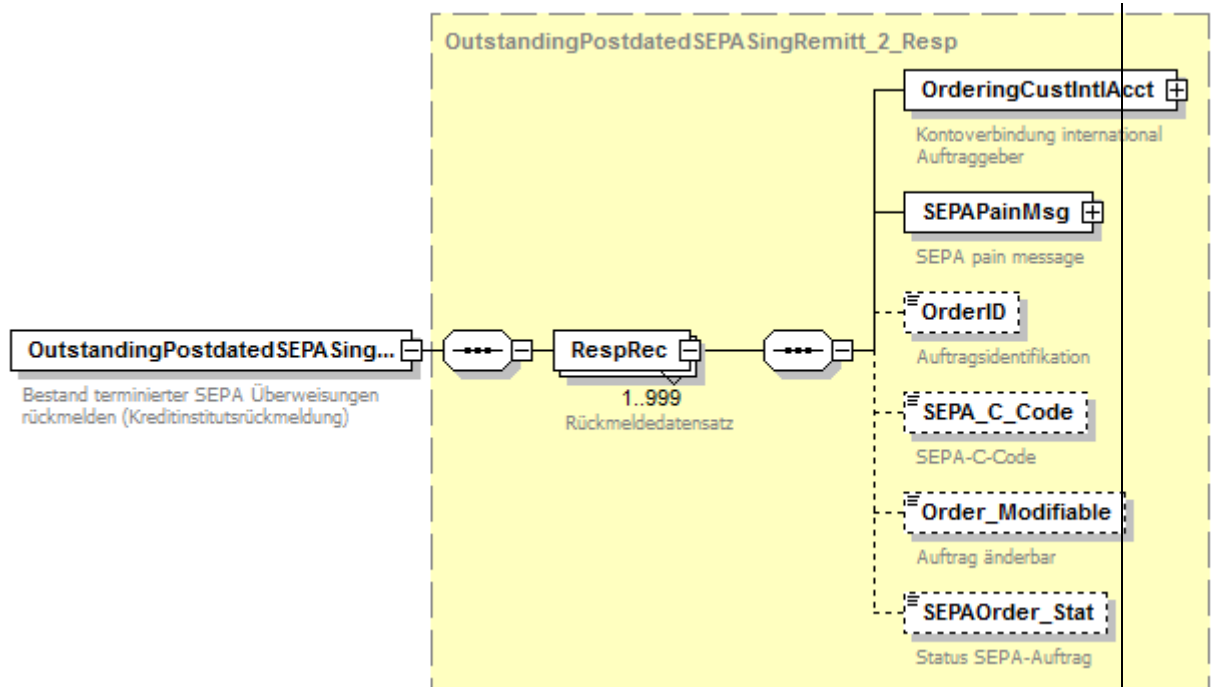 OutstandingPostdatedSEPASingRemitt_2_Resp
OrderingCustIntlAcct
Kontoverbindung international
Auftraggeber
SEPAPainMsg
SEPA pain message
OrderID
Auftragsidentifikation
OutstandingPostdatedSEPASing...
Bestand terminierter SEPA Überweisungen
rückmelden (Kreditinstitutsrückmeldung)
RespRec
1..999
Rückmeldedatensatz
SEPA_C_Code
SEPA-C-Code
Order_Modifiable
Auftrag änderbar
SEPAOrder_Stat
Status SEPA-Auftrag